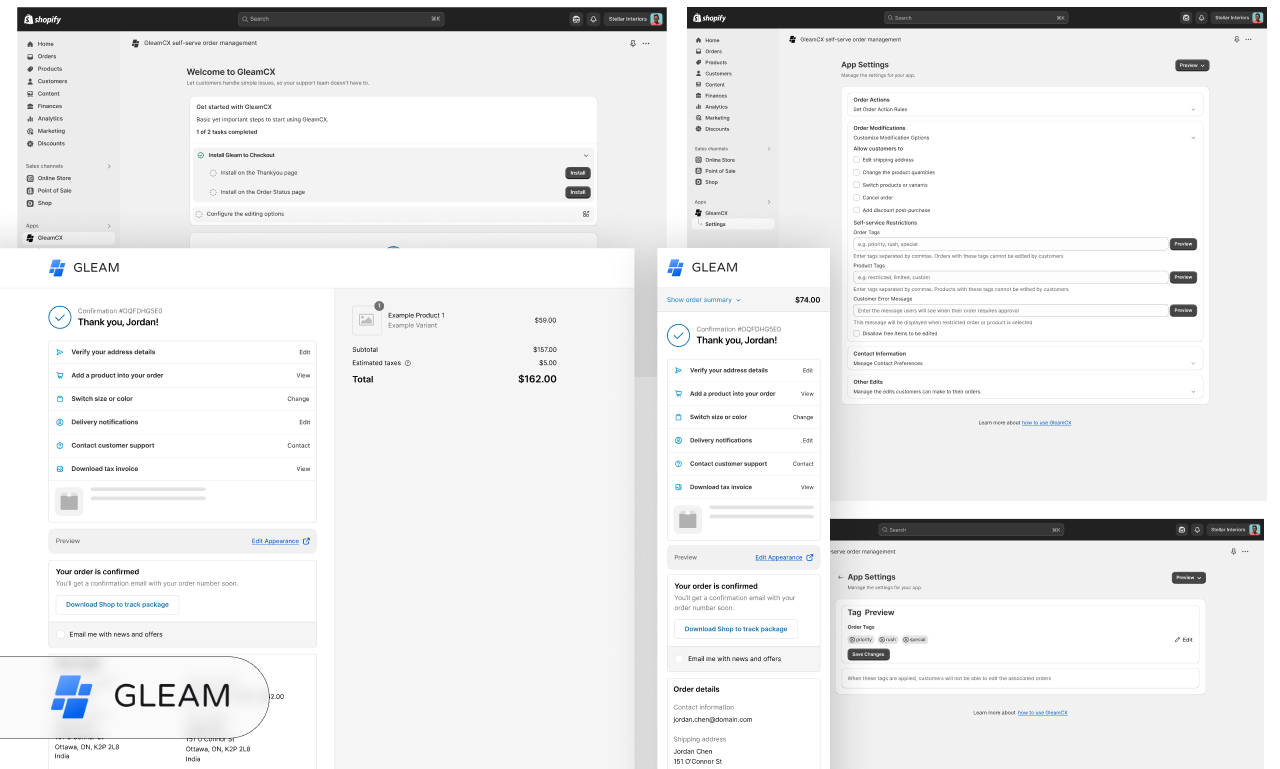 shopify
Search
⌘K
Stellar Interiors
Home
Orders
Products
Customers
Content
Finances
Analytics
Marketing
Discounts
Sales channels
Online Store
Point of Sale
Shop
Apps
GleamCX
GleamCX self-serve order management
Welcome to GleamCX
Let customers handle simple issues, so your support team doesn't have to.
Get started with GleamCX
Basic yet important steps to start using GleamCX.
1 of 2 tasks completed
Install Gleam to Checkout
Install on the Thankyou page
Install
Install on the Order Status page
Install
Configure the editing options
shopify
Search
⌘K
Stellar Interiors
Home
Orders
Products
Customers
Content
Finances
Analytics
Marketing
Discounts
Sales channels
Online Store
Point of Sale
Shop
Apps
GleamCX
Settings
GleamCX self-serve order management
App Settings
Manage the settings for your app.
Preview
Order Actions
Set Order Action Rules
Order Modifications
Customize Modification Options
Allow customers to
Edit shipping address
Change the product quantities
Switch products or variants
Cancel order
Add discount post-purchase
Self-service Restrictions
Order Tags
e.g. priority, rush, special
Preview
Enter tags separated by commas. Orders with these tags cannot be edited by customers
Product Tags
e.g. restricted, limited, custom
Preview
Enter tags separated by commas. Products with these tags cannot be edited by customers
Customer Error Message
Enter the message users will see when their order requires approval
Preview
This message will be displayed when restricted order or product is selected
Disallow free items to be edited
Contact Information
Manage Contact Preferences
Other Edits
Manage the edits customers can make to their orders.
Learn more about how to use GleamCX
GLEAM
Confirmation #DQFDHG5E0
Thank you, Jordan!
Verify your address details
Edit
Add a product into your order
View
Switch size or color
Change
Delivery notifications
Edit
Contact customer support
Contact
Download tax invoice
View
Preview
Edit Appearance
Your order is confirmed
You'll get a confirmation email with your order number soon.
Download Shop to track package
Email me with news and offers
1
Example Product 1
Example Variant
$59.00
Subtotal
$157.00
Estimated taxes
$5.00
Total
$162.00
GLEAM
2.00
151 O'Connor St
Ottawa, ON, K2P 2L8
India
Ottawa, ON, K2P 2L8
India
GLEAM
Show order summary
$74.00
Confirmation #DQFDHG5E0
Thank you, Jordan!
Verify your address details
Edit
Add a product into your order
View
Switch size or color
Change
Delivery notifications
Edit
Contact customer support
Contact
Download tax invoice
View
Preview
Edit Appearance
Your order is confirmed
You'll get a confirmation email with your
order number soon.
Download Shop to track package
Email me with news and offers
Order details
Contact information
jordan.chen@domain.com
Shipping address
Jordan Chen
151 O'Connor St
Search
⌘K
Stellar Interiors
-serve order management
App Settings
Manage the settings for your app.
Preview
Tag Preview
Order Tags
priority
rush
special
Edit
Save Changes
When these tags are applied, customers will not be able to edit the associated orders
Learn more about how to use GleamCX